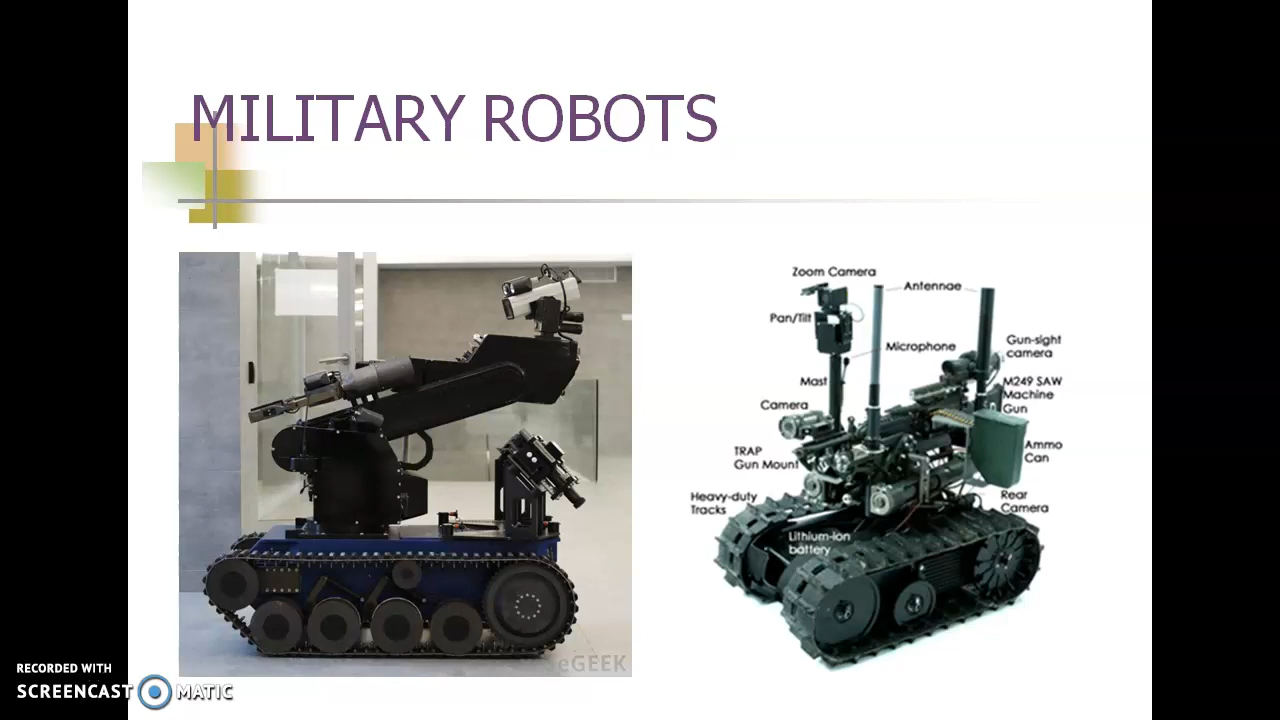 MILITARY ROBOTS
Zoom Camera
Antennae
Pan/Tilt
Microphone
Gun-sight
camera
Mast
M249 SAW
Machine
Gun
Camera
TRAP
Gun Mount
Ammo
Can
Heavy-duty
Tracks
Rear
Camera
Lithium-ion
battery
eGEEK
RECORDED WITH
SCREENCAST MATIC